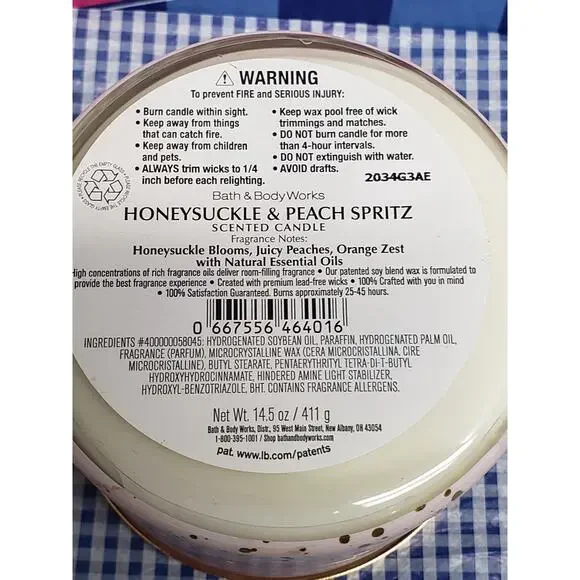 ⚠ WARNING
To prevent FIRE and SERIOUS INJURY:
• Burn candle within sight.
• Keep away from things
that can catch fire.
• Keep away from children
and pets.
• ALWAYS trim wicks to 1/4
inch before each relighting.
• Keep wax pool free of wick
trimmings and matches.
• DO NOT burn candle for more
than 4-hour intervals.
• DO NOT extinguish with water.
• AVOID drafts.
2034G3AE
PLEASE RECYCLE THE EMPTY GLASS •
Bath & Body Works
HONEYSUCKLE & PEACH SPRITZ
SCENTED CANDLE
Fragrance Notes:
Honeysuckle Blooms, Juicy Peaches, Orange Zest
with Natural Essential Oils
High concentrations of rich fragrance oils deliver room-filling fragrance • Our patented soy blend wax is formulated to
provide the best fragrance experience • Created with premium lead-free wicks • 100% Crafted with you in mind
• 100% Satisfaction Guaranteed. Burns approximately 25-45 hours.
0 667556 464016
INGREDIENTS #400000058045: HYDROGENATED SOYBEAN OIL, PARAFFIN, HYDROGENATED PALM OIL,
FRAGRANCE (PARFUM), MICROCRYSTALLINE WAX (CERA MICROCRISTALLINA, CIRE
MICROCRISTALLINE), BUTYL STEARATE, PENTAERYTHRITYL TETRA-DI-T-BUTYL
HYDROXYHYDROCINNAMATE, HINDERED AMINE LIGHT STABILIZER,
HYDROXYL-BENZOTRIAZOLE, BHT. CONTAINS FRAGRANCE ALLERGENS.
Net Wt. 14.5 oz / 411 g
Bath & Body Works, Distr., 95 West Main Street, New Albany, OH 43054
1-800-395-1001 / Shop bathandbodyworks.com
pat. www.lb.com/patents